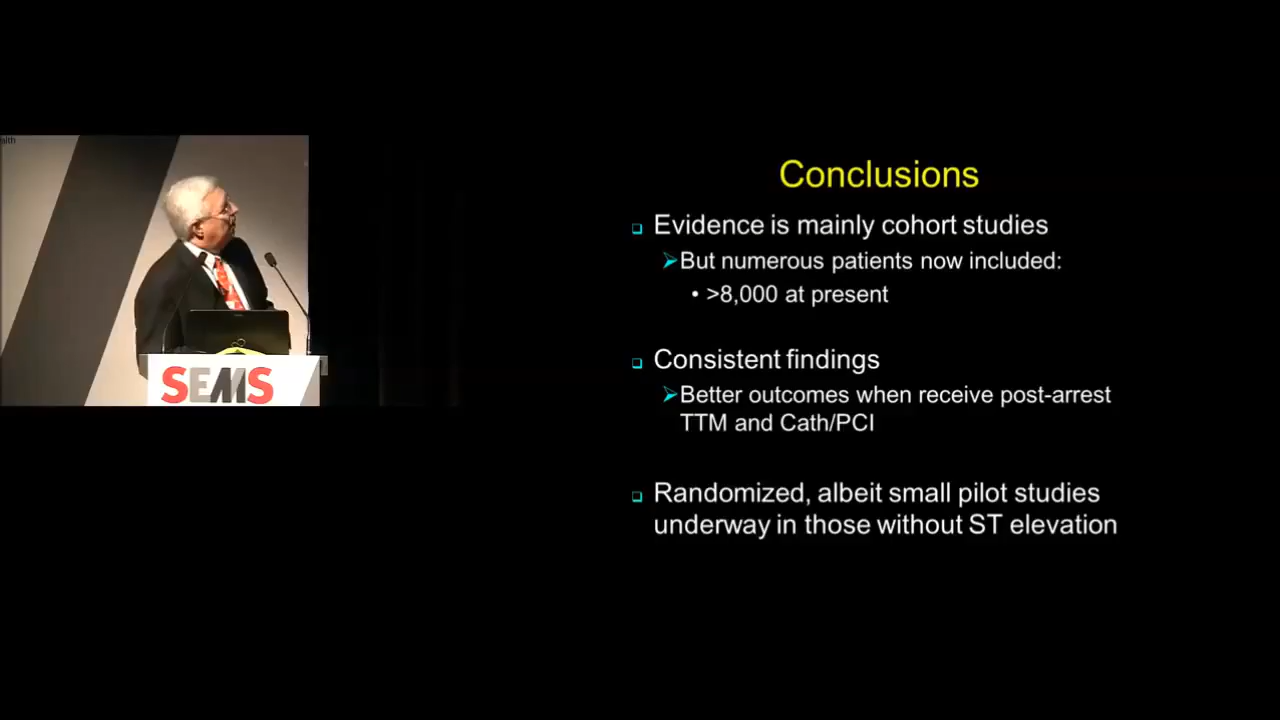 Conclusions
Evidence is mainly cohort studies
But numerous patients now included:
• >8,000 at present
Consistent findings
Better outcomes when receive post-arrest
TTM and Cath/PCI
Randomized, albeit small pilot studies
underway in those without ST elevation
SEMS